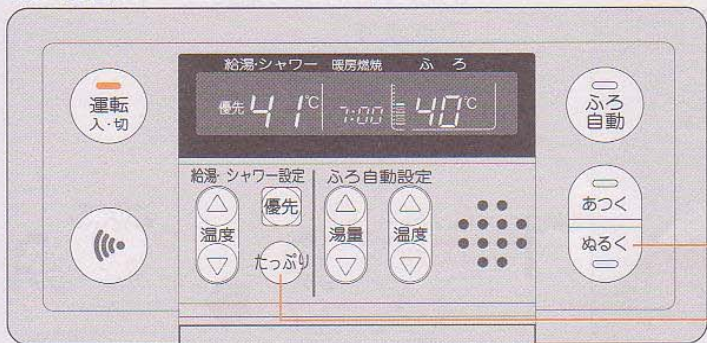 給湯・シャワー 暖房燃焼 ふろ
運転
入・切
優先 41℃ 7:00 40℃
ふろ
自動
給湯・シャワー設定 ふろ自動設定
温度
優先
たっぷり
湯量
温度
あつく
ぬるく